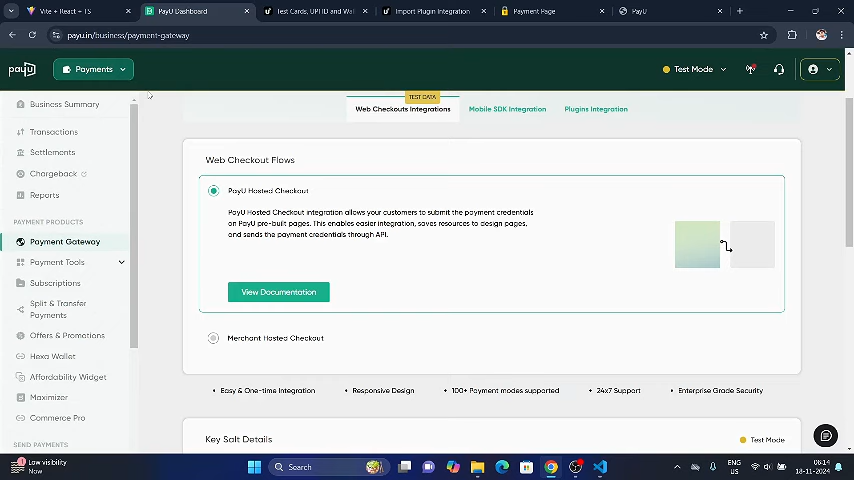 Vite + React + TS
PayU Dashboard
Test Cards, UPI ID and Wal
Import Plugin Integration
Payment Page
PayU
payu.in/business/payment-gateway
payu
Payments
Test Mode
TEST DATA
Web Checkouts Integrations
Mobile SDK Integration
Plugins Integration
Business Summary
Transactions
Settlements
Chargeback
Reports
PAYMENT PRODUCTS
Payment Gateway
Payment Tools
Subscriptions
Split & Transfer
Payments
Offers & Promotions
Hexa Wallet
Affordability Widget
Maximizer
Commerce Pro
SEND PAYMENTS
Web Checkout Flows
PayU Hosted Checkout
PayU Hosted Checkout integration allows your customers to submit the payment credentials
on PayU pre-built pages. This enables easier integration, saves resources to design pages,
and sends the payment credentials through API.
View Documentation
Merchant Hosted Checkout
• Easy & One-time Integration
• Responsive Design
• 100+ Payment modes supported
• 24x7 Support
• Enterprise Grade Security
Key Salt Details
Test Mode
Low visibility
Now
Search
ENG
US
06:14
18-11-2024